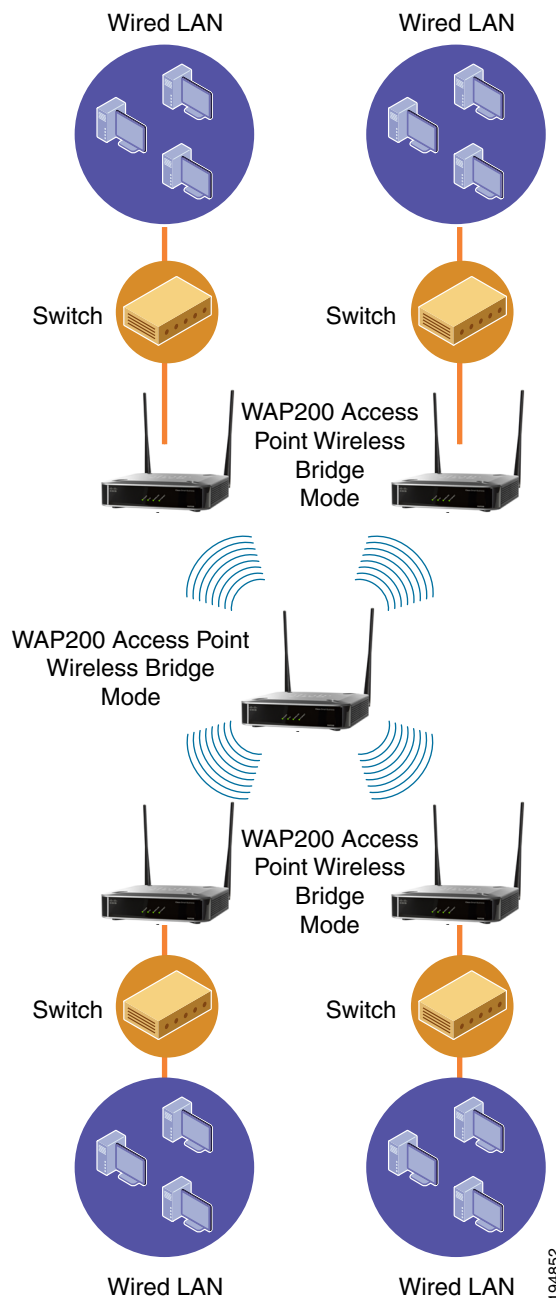 Wired LAN
Wired LAN
Switch
Switch
WAP200 Access
Point Wireless
Bridge
Mode
WAP200 Access Point
Wireless Bridge
Mode
WAP200 Access
Point Wireless
Bridge
Mode
Switch
Switch
Wired LAN
Wired LAN
194852